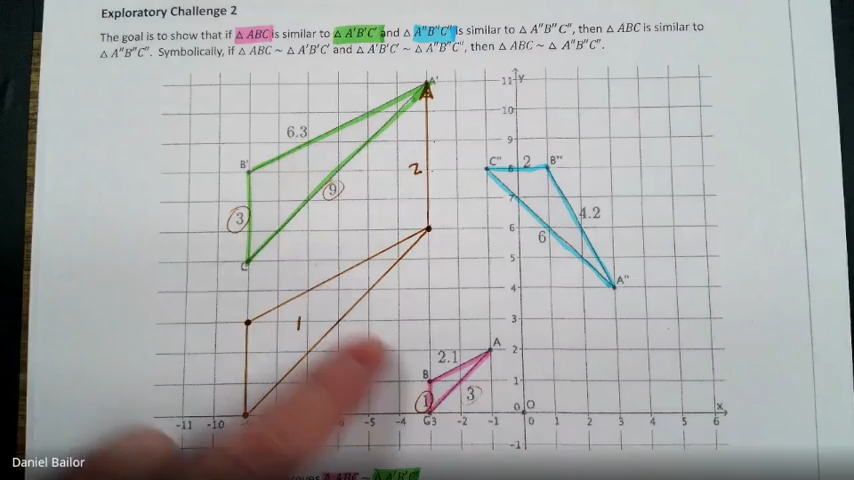 Exploratory Challenge 2
The goal is to show that if △ ABC is similar to △ A'B'C' and △ A"B"C" is similar to △ A"B"C", then △ ABC is similar to
△ A"B"C". Symbolically, if △ ABC ~ △ A'B'C' and △ A'B'C' ~ △ A"B"C", then △ ABC ~ △ A"B"C".
A'
11 y
10
6.3
9
B'
C" 8 2 B"
2
9
7
3
4.2
6
6
C
5
A"
4
1
3
A
2
2.1
B
1
1
3
0 O
x
-11 -10 -5 -4 C3 -2 -1 0 1 2 3 4 5 6
-1
Daniel Bailor
△ ABC ~ △ A'B'C'